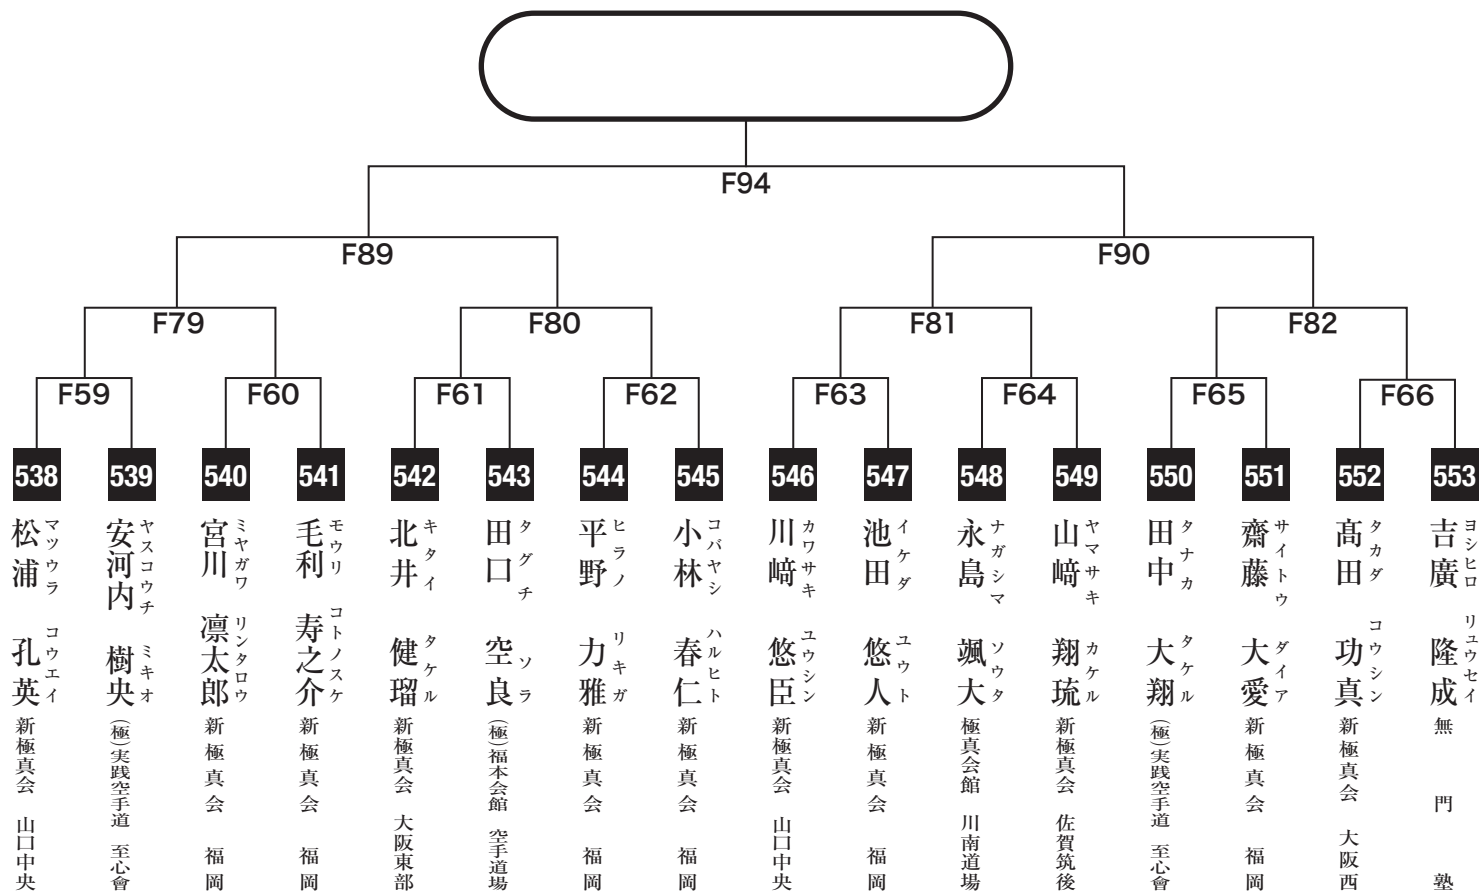 F94
F89
F90
F79
F80
F81
F82
F59
F60
F61
F62
F63
F64
F65
F66
538
539
540
541
542
543
544
545
546
547
548
549
550
551
552
553
松浦 孔英
マツウラ コウエイ
新極真会 山口中央
安河内 樹央
ヤスコウチ ミキオ
(極)実践空手道 至心會
宮川 凛太郎
ミヤガワ リンタロウ
新極真会 福岡
毛利 寿之介
モウリ コトノスケ
新極真会 福岡
北井 健瑠
キタイ タケル
新極真会 大阪東部
田口 空良
タグチ ソラ
(極)福本会館 空手道場
平野 力雅
ヒラノ リキガ
新極真会 福岡
小林 春仁
コバヤシ ハルヒト
新極真会 福岡
川﨑 悠臣
カワサキ ユウシン
新極真会 山口中央
池田 悠人
イケダ ユウト
新極真会 福岡
永島 颯大
ナガシマ ソウタ
極真会館 川南道場
山﨑 翔琉
ヤマサキ カケル
新極真会 佐賀筑後
田中 大翔
タナカ タケル
(極)実践空手道 至心會
齋藤 大愛
サイトウ ダイア
新極真会 福岡
髙田 功真
タカダ コウシン
新極真会 大阪西
吉廣 隆成
ヨシヒロ リュウセイ
無門塾